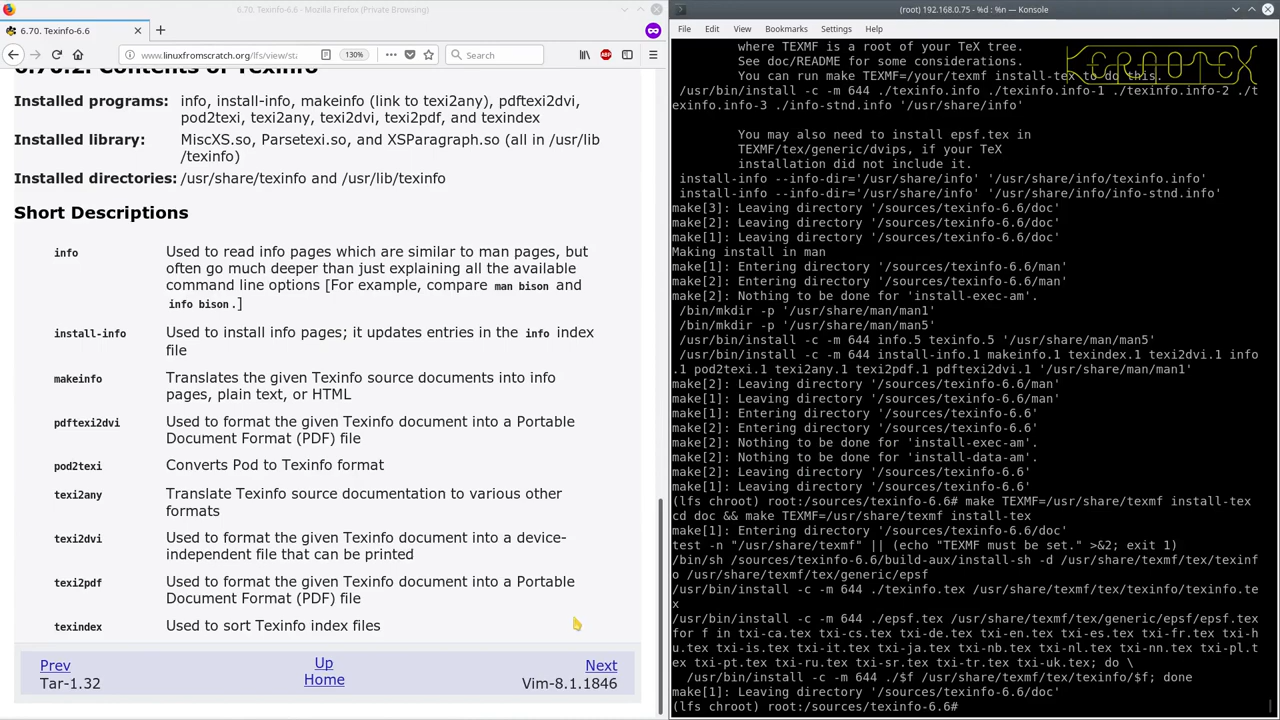 6.70. Texinfo-6.6 - Mozilla Firefox (Private Browsing)
6.70. Texinfo-6.6
www.linuxfromscratch.org/lfs/view/sta
130%
Search
6.70.2. Contents of Texinfo
Installed programs: info, install-info, makeinfo (link to texi2any), pdftexi2dvi,
pod2texi, texi2any, texi2dvi, texi2pdf, and texindex
Installed library: MiscXS.so, Parsetexi.so, and XSParagraph.so (all in /usr/lib
/texinfo)
Installed directories: /usr/share/texinfo and /usr/lib/texinfo
Short Descriptions
info Used to read info pages which are similar to man pages, but
often go much deeper than just explaining all the available
command line options [For example, compare man bison and
info bison.]
install-info Used to install info pages; it updates entries in the info index
file
makeinfo Translates the given Texinfo source documents into info
pages, plain text, or HTML
pdftexi2dvi Used to format the given Texinfo document into a Portable
Document Format (PDF) file
pod2texi Converts Pod to Texinfo format
texi2any Translate Texinfo source documentation to various other
formats
texi2dvi Used to format the given Texinfo document into a device-
independent file that can be printed
texi2pdf Used to format the given Texinfo document into a Portable
Document Format (PDF) file
texindex Used to sort Texinfo index files
Prev Up Next
Tar-1.32 Home Vim-8.1.1846
(root) 192.168.0.75 - %d : %n — Konsole
File Edit View Bookmarks Settings Help
KEROOTEX
where TEXMF is a root of your TeX tree.
See doc/README for some considerations.
You can run make TEXMF=/your/texmf install-tex to do this.
/usr/bin/install -c -m 644 ./texinfo.info ./texinfo.info-1 ./texinfo.info-2 ./t
exinfo.info-3 ./info-stnd.info '/usr/share/info'
You may also need to install epsf.tex in
TEXMF/tex/generic/dvips, if your TeX
installation did not include it.
install-info --info-dir='/usr/share/info' '/usr/share/info/texinfo.info'
install-info --info-dir='/usr/share/info' '/usr/share/info/info-stnd.info'
make[3]: Leaving directory '/sources/texinfo-6.6/doc'
make[2]: Leaving directory '/sources/texinfo-6.6/doc'
make[1]: Leaving directory '/sources/texinfo-6.6/doc'
Making install in man
make[1]: Entering directory '/sources/texinfo-6.6/man'
make[2]: Entering directory '/sources/texinfo-6.6/man'
make[2]: Nothing to be done for 'install-exec-am'.
/bin/mkdir -p '/usr/share/man/man1'
/bin/mkdir -p '/usr/share/man/man5'
/usr/bin/install -c -m 644 info.5 texinfo.5 '/usr/share/man/man5'
/usr/bin/install -c -m 644 install-info.1 makeinfo.1 texindex.1 texi2dvi.1 info
.1 pod2texi.1 texi2any.1 texi2pdf.1 pdftexi2dvi.1 '/usr/share/man/man1'
make[2]: Leaving directory '/sources/texinfo-6.6/man'
make[1]: Leaving directory '/sources/texinfo-6.6/man'
make[1]: Entering directory '/sources/texinfo-6.6'
make[2]: Entering directory '/sources/texinfo-6.6'
make[2]: Nothing to be done for 'install-exec-am'.
make[2]: Nothing to be done for 'install-data-am'.
make[2]: Leaving directory '/sources/texinfo-6.6'
make[1]: Leaving directory '/sources/texinfo-6.6'
(lfs chroot) root:/sources/texinfo-6.6# make TEXMF=/usr/share/texmf install-tex
cd doc && make TEXMF=/usr/share/texmf install-tex
make[1]: Entering directory '/sources/texinfo-6.6/doc'
test -n "/usr/share/texmf" || (echo "TEXMF must be set." >&2; exit 1)
/bin/sh /sources/texinfo-6.6/build-aux/install-sh -d /usr/share/texmf/tex/texinf
o /usr/share/texmf/tex/generic/epsf
/usr/bin/install -c -m 644 ./texinfo.tex /usr/share/texmf/tex/texinfo/texinfo.te
x
/usr/bin/install -c -m 644 ./epsf.tex /usr/share/texmf/tex/generic/epsf/epsf.tex
for f in txi-ca.tex txi-cs.tex txi-de.tex txi-en.tex txi-es.tex txi-fr.tex txi-h
u.tex txi-is.tex txi-it.tex txi-ja.tex txi-nb.tex txi-nl.tex txi-nn.tex txi-pl.t
ex txi-pt.tex txi-ru.tex txi-sr.tex txi-tr.tex txi-uk.tex; do \
/usr/bin/install -c -m 644 ./$f /usr/share/texmf/tex/texinfo/$f; done
make[1]: Leaving directory '/sources/texinfo-6.6/doc'
(lfs chroot) root:/sources/texinfo-6.6#